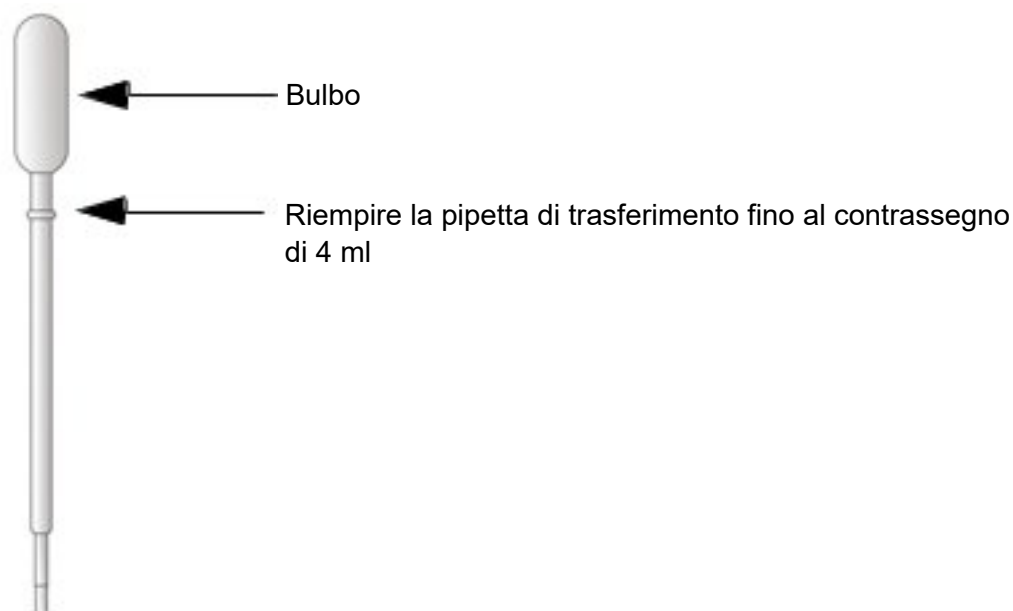 Bulbo
Riempire la pipetta di trasferimento fino al contrassegno
di 4 ml